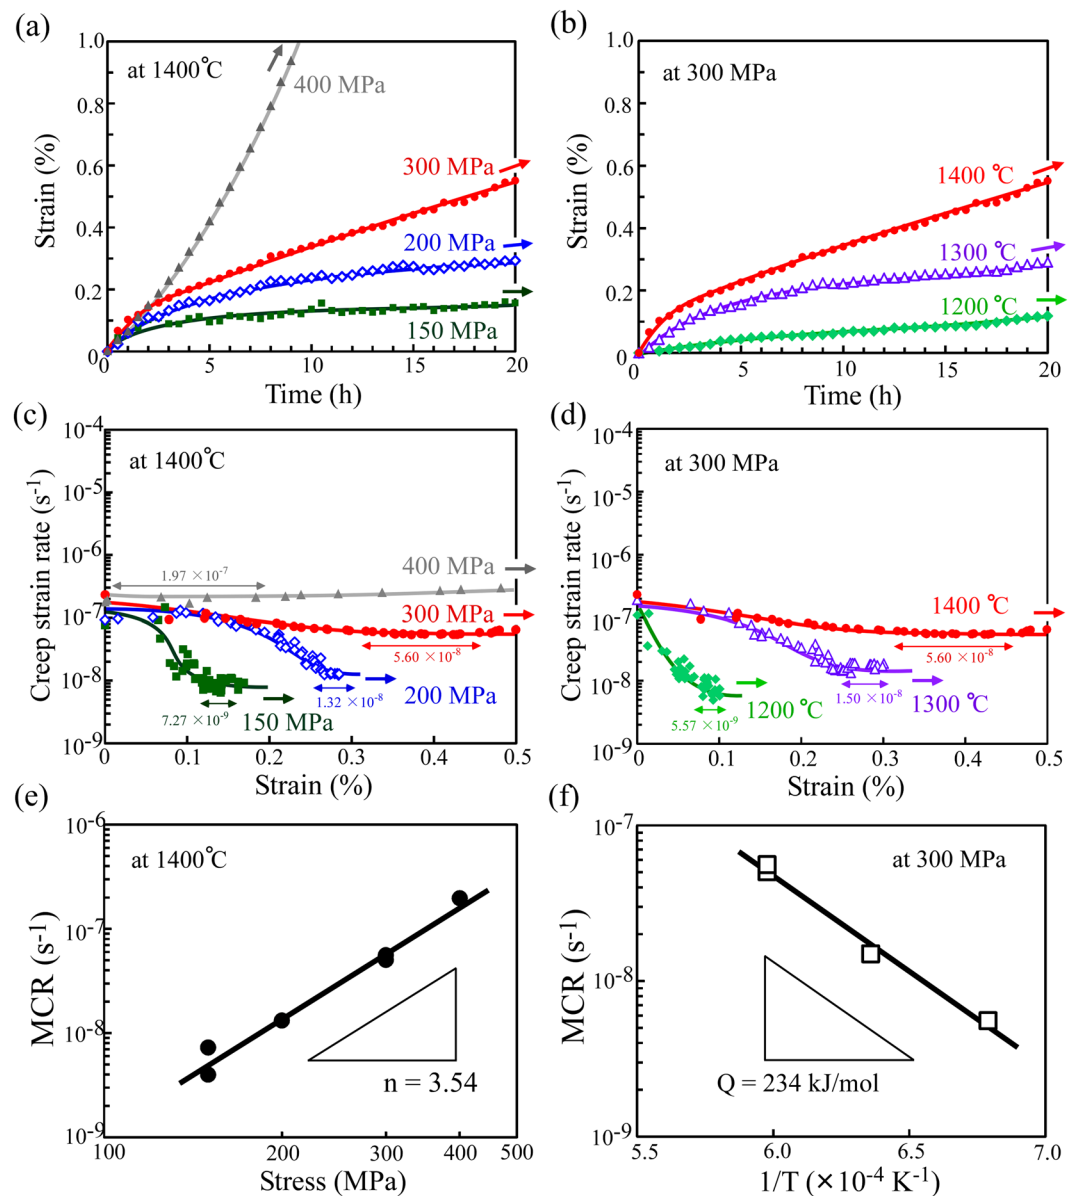 (a)
1.0
0.8
0.6
0.4
0.2
0
Strain (%)
at 1400℃
400 MPa
300 MPa
200 MPa
150 MPa
5
10
15
20
Time (h)
(b)
1.0
0.8
0.6
0.4
0.2
0
Strain (%)
at 300 MPa
1400 ℃
1300 ℃
1200 ℃
0
5
10
15
20
Time (h)
(c)
10-4
10-5
10-6
10-7
10-8
10-9
Creep strain rate (s-1)
at 1400℃
400 MPa
1.97 ×10-7
300 MPa
5.60 ×10-8
200 MPa
1.32 ×10-8
150 MPa
7.27 ×10-9
0
0.1
0.2
0.3
0.4
0.5
Strain (%)
(d)
10-4
10-5
10-6
10-7
10-8
10-9
Creep strain rate (s-1)
at 300 MPa
1400 ℃
5.60 ×10-8
1.50 ×10-8
1300 ℃
1200 ℃
5.57 ×10-9
0
0.1
0.2
0.3
0.4
0.5
Strain (%)
(e)
10-6
10-7
10-8
10-9
MCR (s-1)
at 1400℃
n = 3.54
100
200
300
400
500
Stress (MPa)
(f)
10-7
10-8
10-9
MCR (s-1)
at 300 MPa
Q = 234 kJ/mol
5.5
6.0
6.5
7.0
1/T (×10-4 K-1)